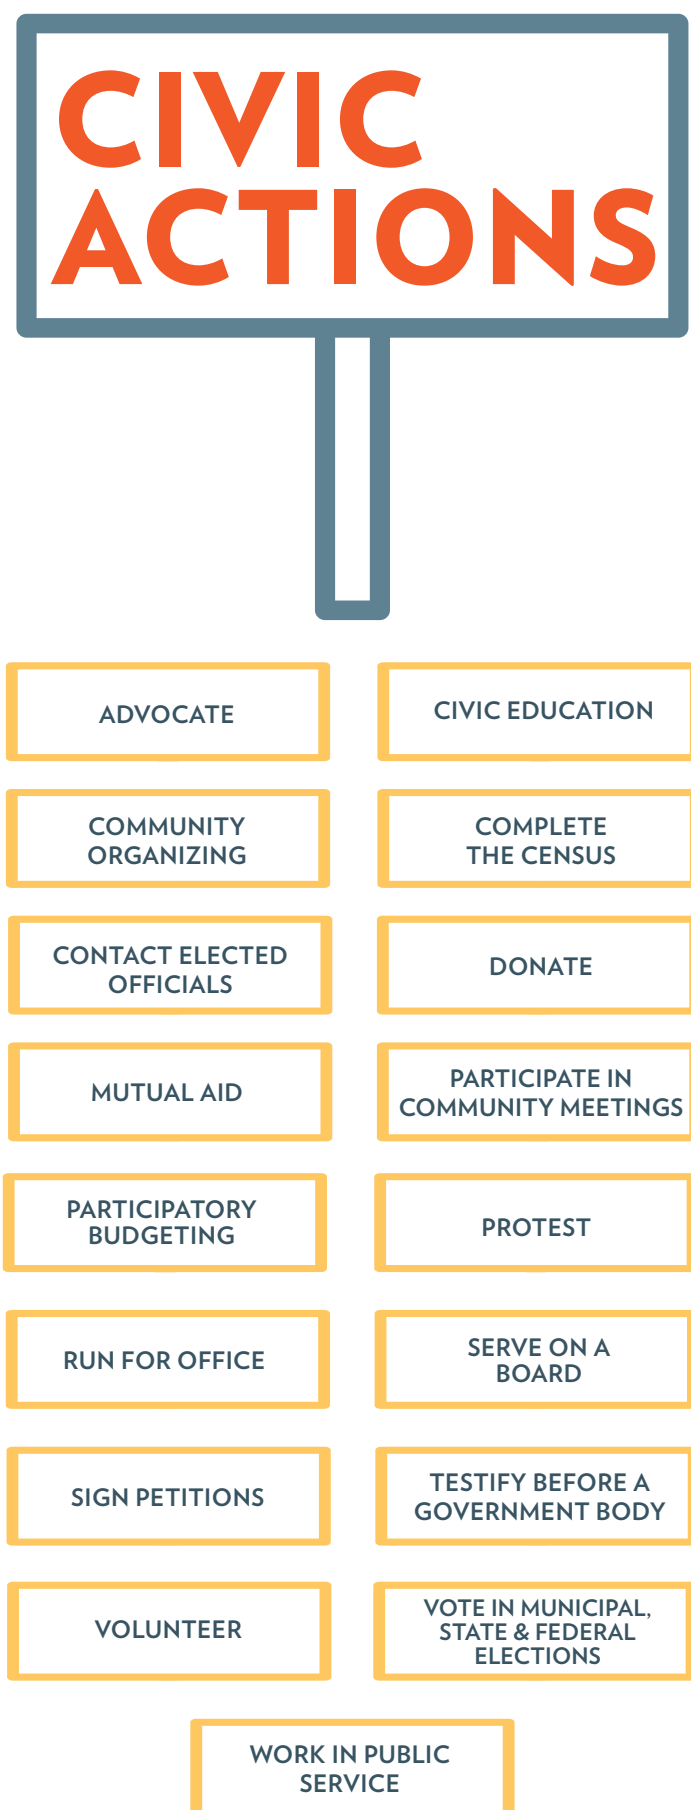 CIVIC
ACTIONS
ADVOCATE
CIVIC EDUCATION
COMMUNITY
ORGANIZING
COMPLETE
THE CENSUS
CONTACT ELECTED
OFFICIALS
DONATE
MUTUAL AID
PARTICIPATE IN
COMMUNITY MEETINGS
PARTICIPATORY
BUDGETING
PROTEST
RUN FOR OFFICE
SERVE ON A
BOARD
SIGN PETITIONS
TESTIFY BEFORE A
GOVERNMENT BODY
VOLUNTEER
VOTE IN MUNICIPAL,
STATE & FEDERAL
ELECTIONS
WORK IN PUBLIC
SERVICE